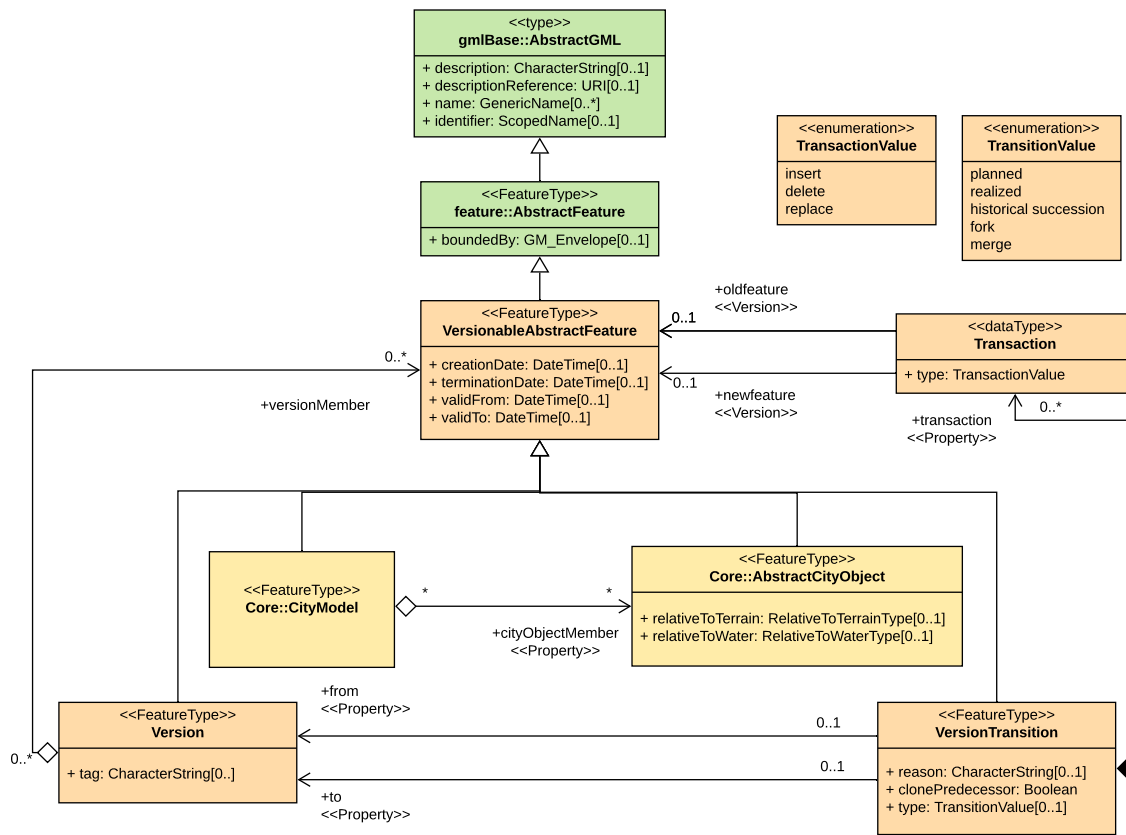 <<type>>
gmlBase::AbstractGML
+ description: CharacterString[0..1]
+ descriptionReference: URI[0..1]
+ name: GenericName[0..*]
+ identifier: ScopedName[0..1]
<<enumeration>>
TransactionValue
insert
delete
replace
<<enumeration>>
TransitionValue
planned
realized
historical succession
fork
merge
<<FeatureType>>
feature::AbstractFeature
+ boundedBy: GM_Envelope[0..1]
+oldfeature
<<Version>>
0..1
<<FeatureType>>
VersionableAbstractFeature
+ creationDate: DateTime[0..1]
+ terminationDate: DateTime[0..1]
+ validFrom: DateTime[0..1]
+ validTo: DateTime[0..1]
<<dataType>>
Transaction
+ type: TransactionValue
0..*
+versionMember
0..1
+newfeature
<<Version>>
+transaction
<<Property>>
0..*
<<FeatureType>>
Core::CityModel
*
*
+cityObjectMember
<<Property>>
<<FeatureType>>
Core::AbstractCityObject
+ relativeToTerrain: RelativeToTerrainType[0..1]
+ relativeToWater: RelativeToWaterType[0..1]
+from
<<Property>>
0..1
<<FeatureType>>
Version
+ tag: CharacterString[0..]
0..*
0..1
+to
<<Property>>
<<FeatureType>>
VersionTransition
+ reason: CharacterString[0..1]
+ clonePredecessor: Boolean
+ type: TransitionValue[0..1]